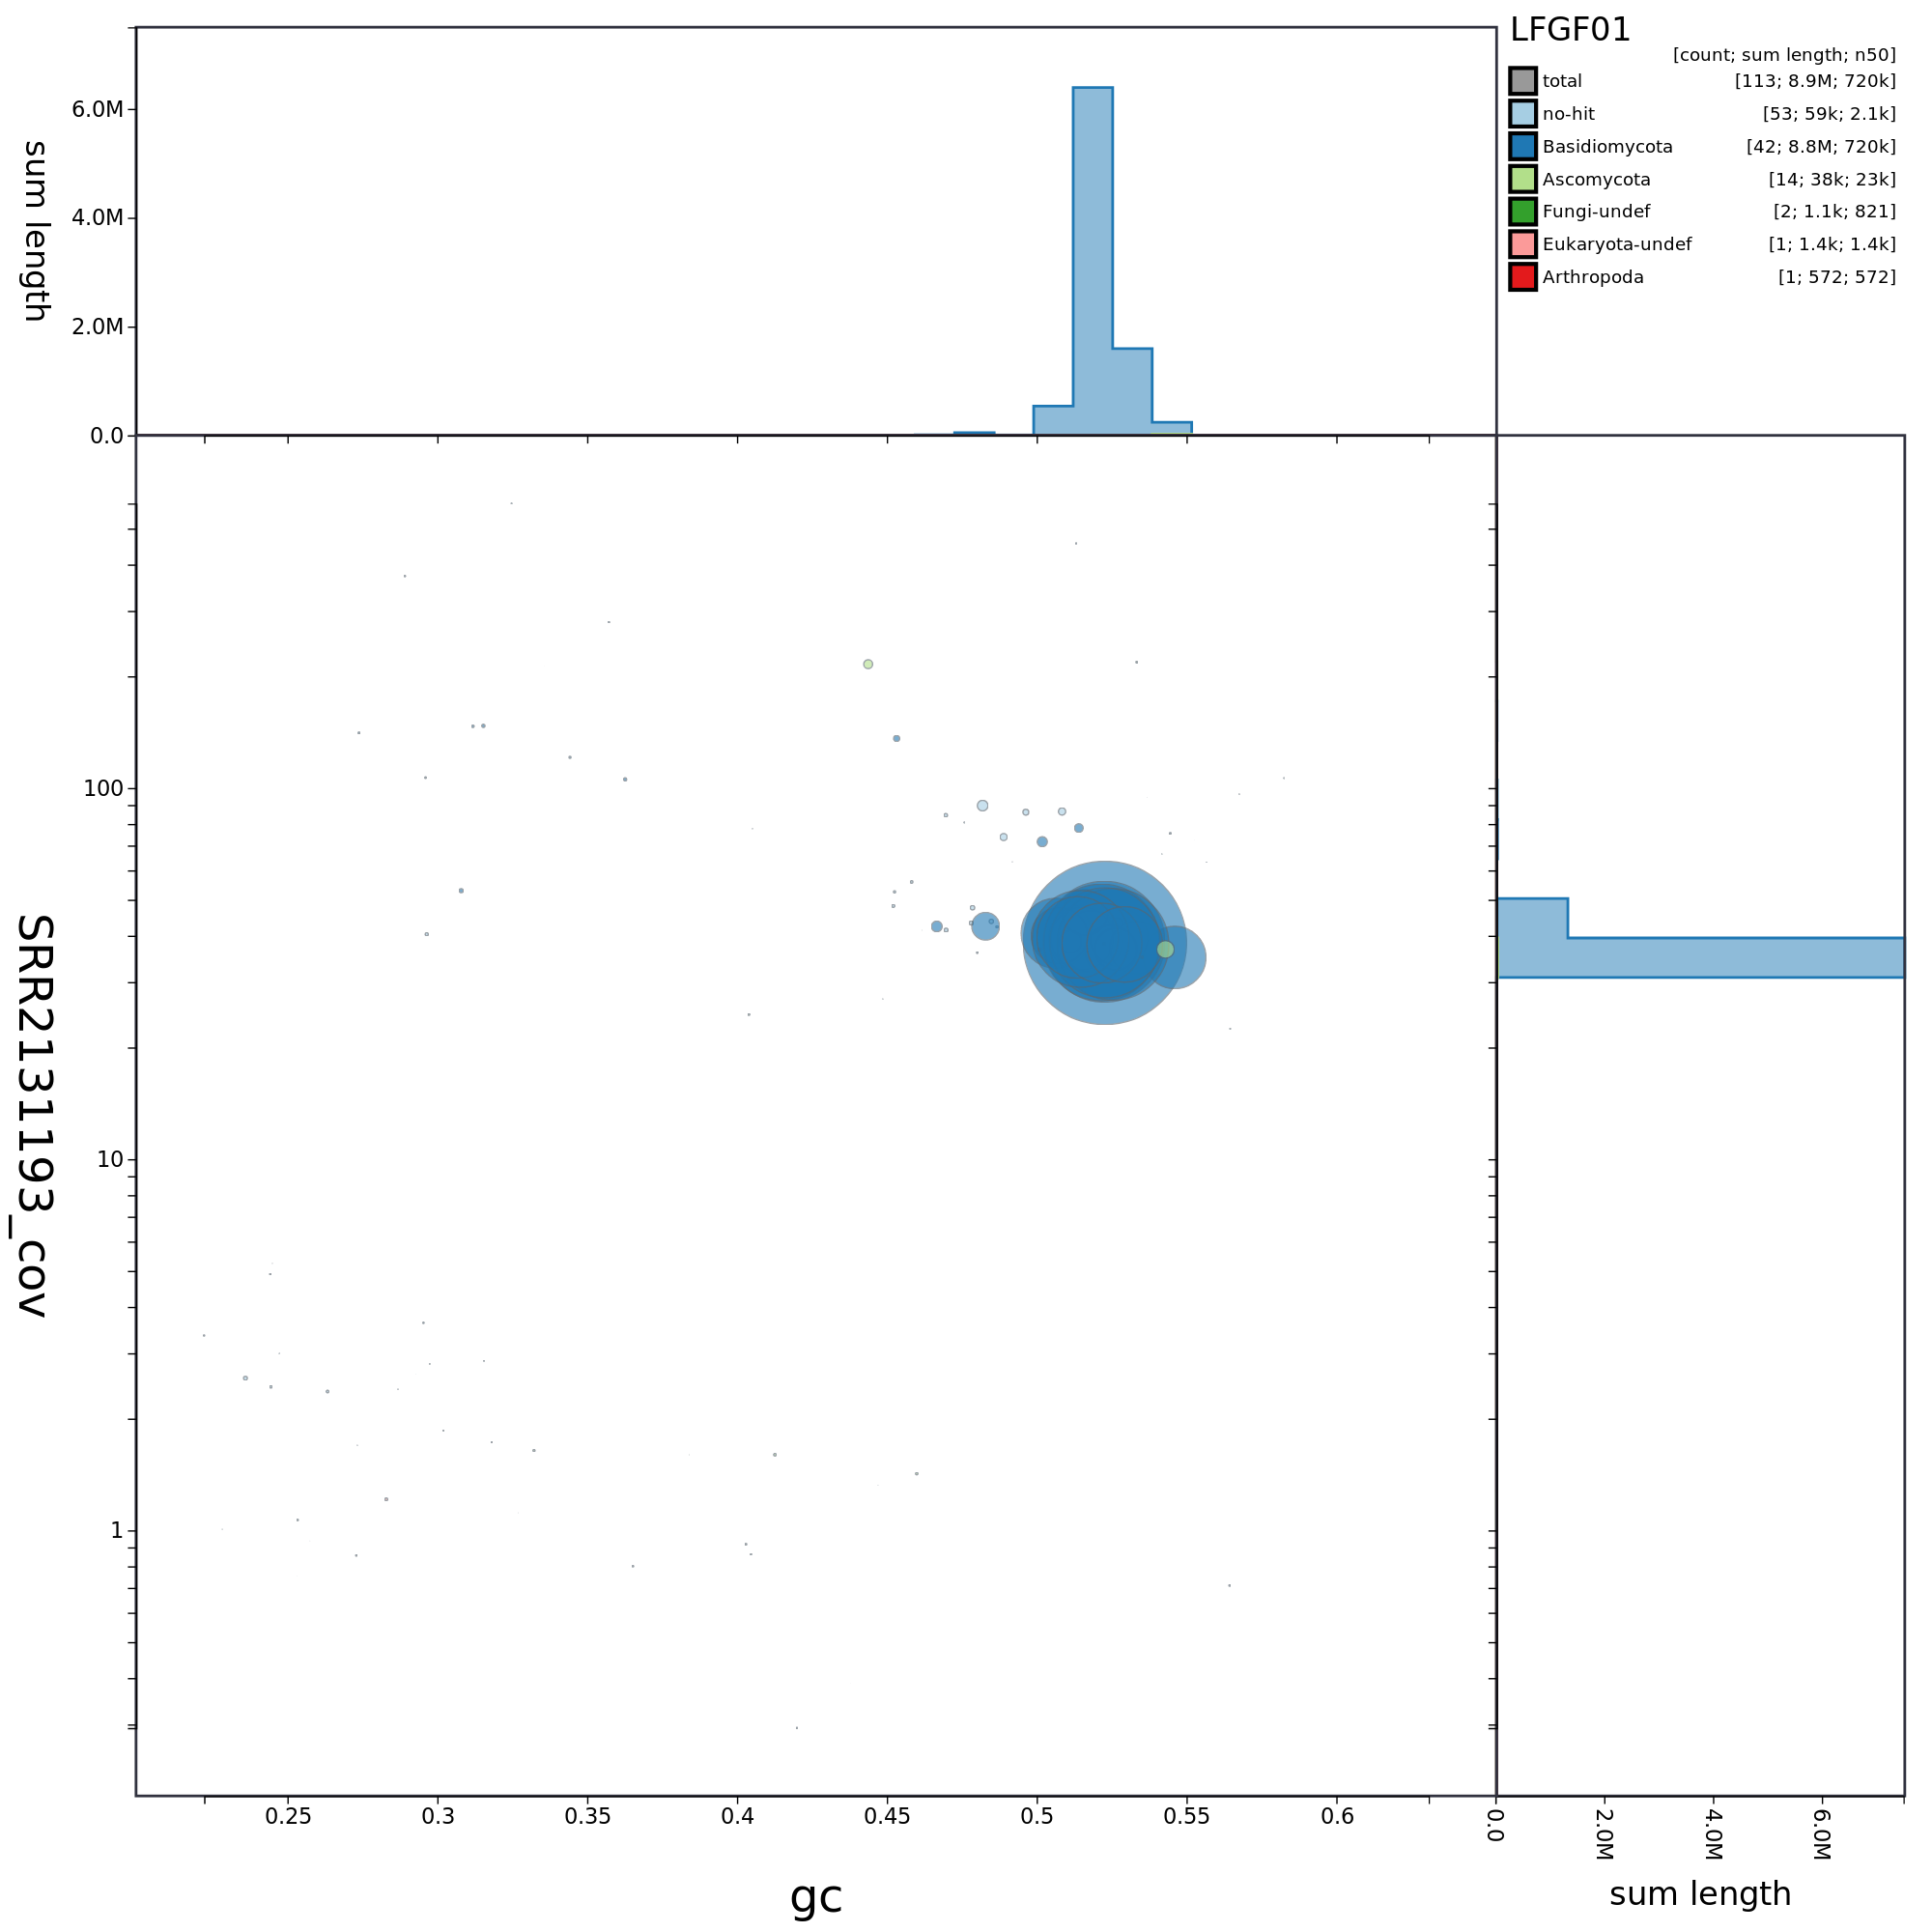 LFGF01
[count; sum length; n50]
total [113; 8.9M; 720k]
no-hit [53; 59k; 2.1k]
Basidiomycota [42; 8.8M; 720k]
Ascomycota [14; 38k; 23k]
Fungi-undef [2; 1.1k; 821]
Eukaryota-undef [1; 1.4k; 1.4k]
Arthropoda [1; 572; 572]
sum length
6.0M
4.0M
2.0M
0.0
SRR2131193_cov
100
10
1
0.25 0.3 0.35 0.4 0.45 0.5 0.55 0.6
gc
0.0 2.0M 4.0M 6.0M
sum length